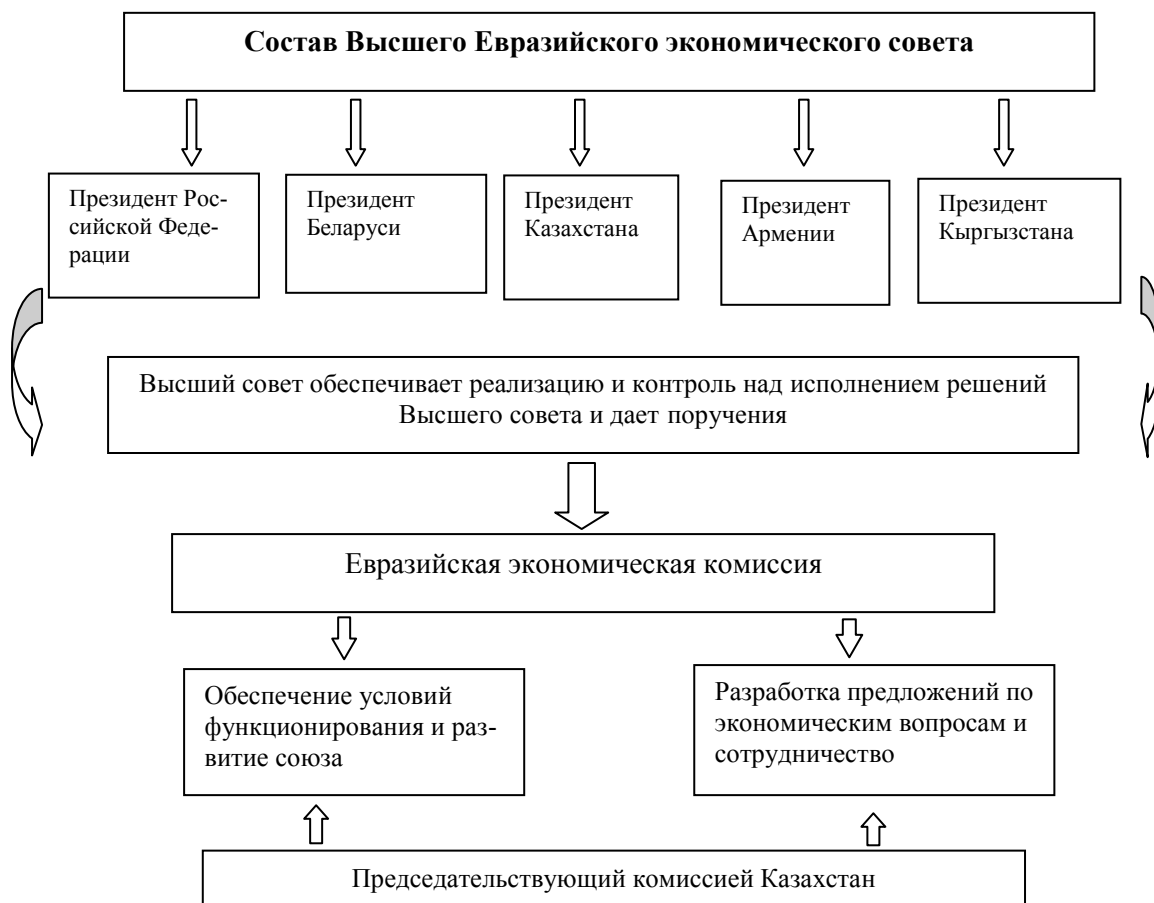 Состав Высшего Евразийского экономического совета
Президент Рос-
сийской Феде-
рации
Президент
Беларуси
Президент
Казахстана
Президент
Армении
Президент
Кыргызстана
Высший совет обеспечивает реализацию и контроль над исполнением решений
Высшего совета и дает поручения
Евразийская экономическая комиссия
Обеспечение условий
функционирования и раз-
витие союза
Разработка предложений по
экономическим вопросам и
сотрудничество
Председательствующий комиссией Казахстан